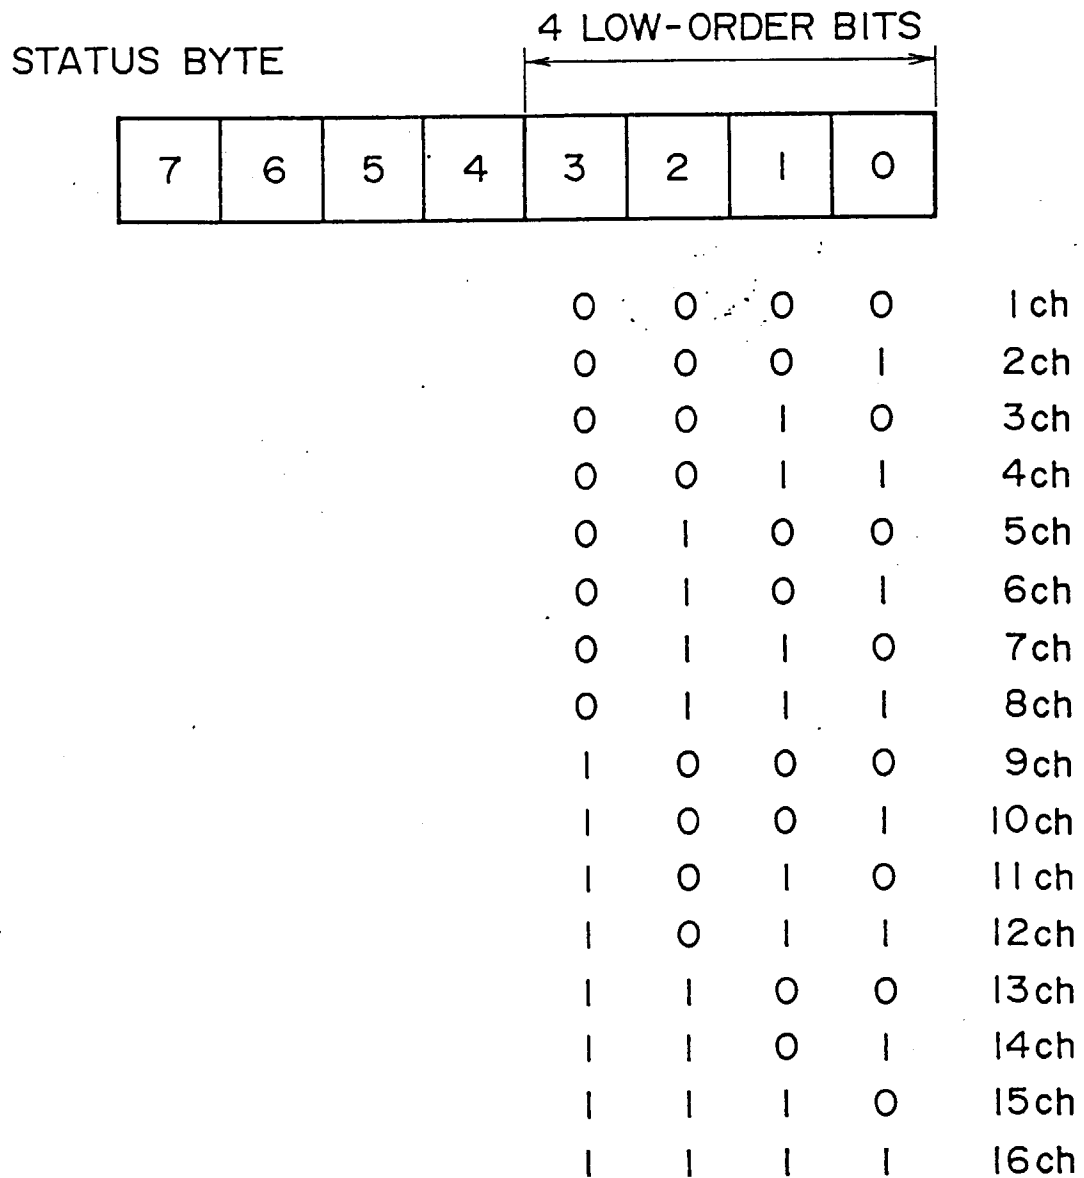 4 LOW-ORDER BITS
STATUS BYTE
7 6 5 4 3 2 1 0
0 0 0 0 1ch
0 0 0 1 2ch
0 0 1 0 3ch
0 0 1 1 4ch
0 1 0 0 5ch
0 1 0 1 6ch
0 1 1 0 7ch
0 1 1 1 8ch
1 0 0 0 9ch
1 0 0 1 10ch
1 0 1 0 11ch
1 0 1 1 12ch
1 1 0 0 13ch
1 1 0 1 14ch
1 1 1 0 15ch
1 1 1 1 16ch